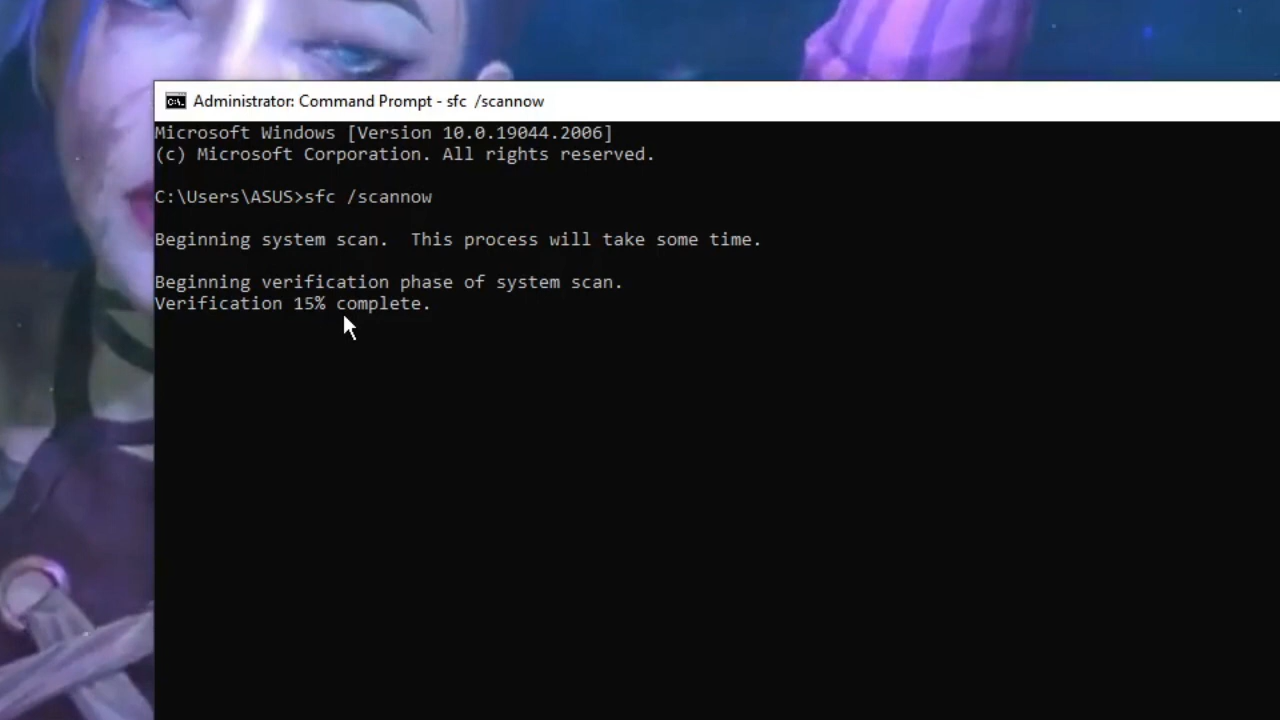 Administrator: Command Prompt - sfc  /scannow
Microsoft Windows [Version 10.0.19044.2006]
(c) Microsoft Corporation. All rights reserved.
C:\Users\ASUS>sfc /scannow
Beginning system scan.  This process will take some time.
Beginning verification phase of system scan.
Verification 15% complete.